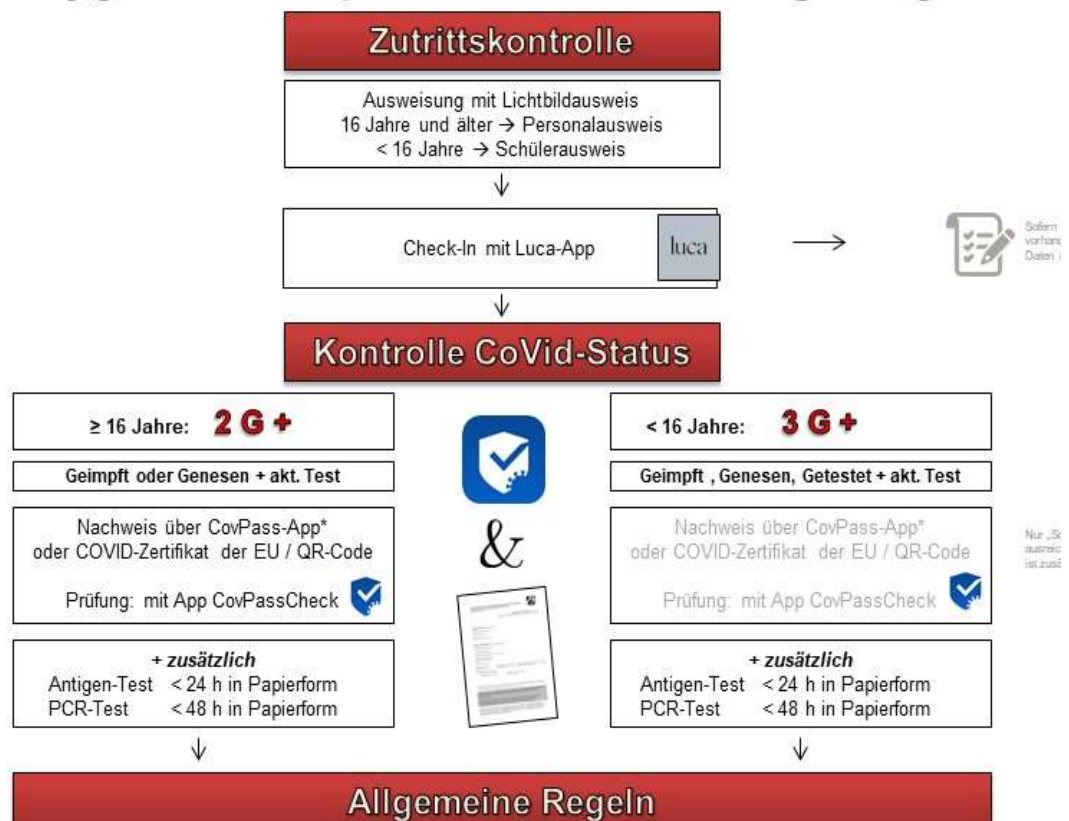 Zutrittskontrolle
Ausweisung mit Lichtbildausweis
16 Jahre und älter → Personalausweis
< 16 Jahre → Schülerausweis
Check-In mit Luca-App
luca
Sofern
Daten
Kontrolle CoVid-Status
≥ 16 Jahre: 2 G +
Geimpft oder Genesen + akt. Test
Nachweis über CovPass-App*
oder COVID-Zertifikat der EU / QR-Code
Prüfung: mit App CovPassCheck
+ zusätzlich
Antigen-Test < 24 h in Papierform
PCR-Test < 48 h in Papierform
&
< 16 Jahre: 3 G +
Geimpft , Genesen, Getestet + akt. Test
Nachweis über CovPass-App*
oder COVID-Zertifikat der EU / QR-Code
Prüfung: mit App CovPassCheck
+ zusätzlich
Antigen-Test < 24 h in Papierform
PCR-Test < 48 h in Papierform
Nur
Allgemeine Regeln